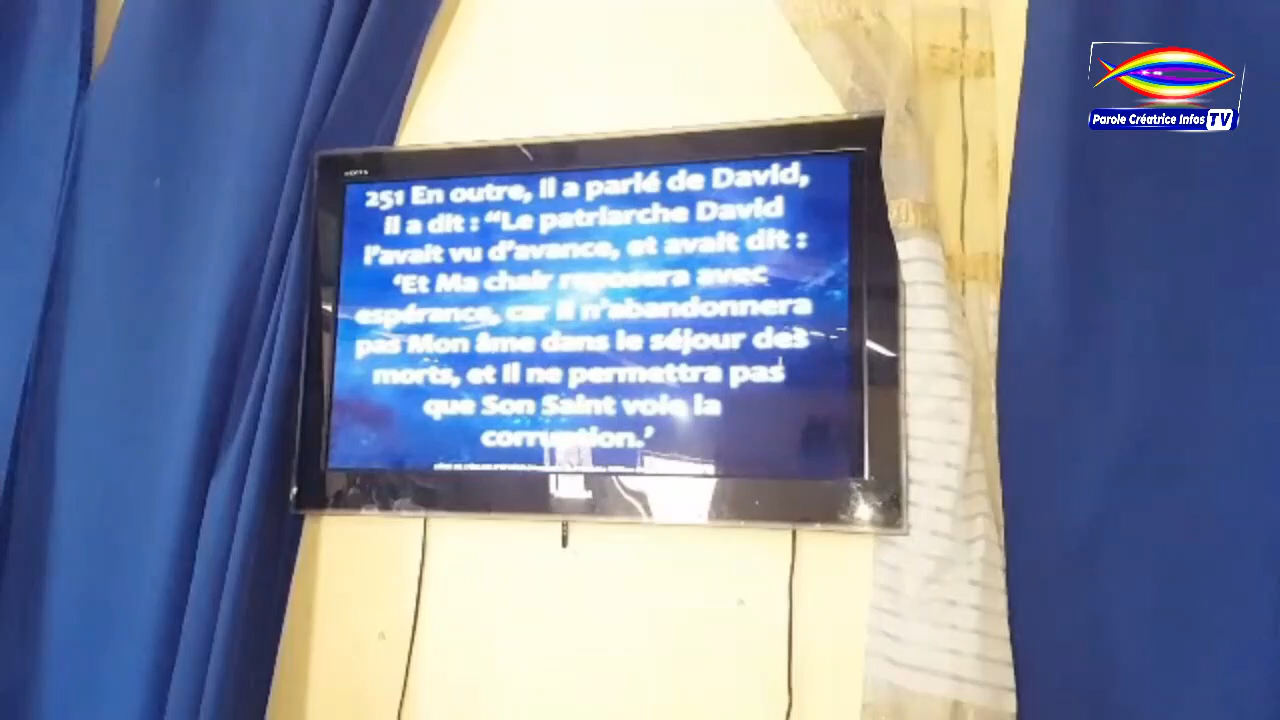 Parole Créatrice Infos TV
251 En outre, Il a parlé de David,
il a dit : “Le patriarche David
l’avait vu d’avance, et avait dit :
‘Et Ma chair reposera avec
espérance, car Il n’abandonnera
pas Mon âme dans le séjour des
morts, et Il ne permettra pas
que Son Saint voie la
corruption.’